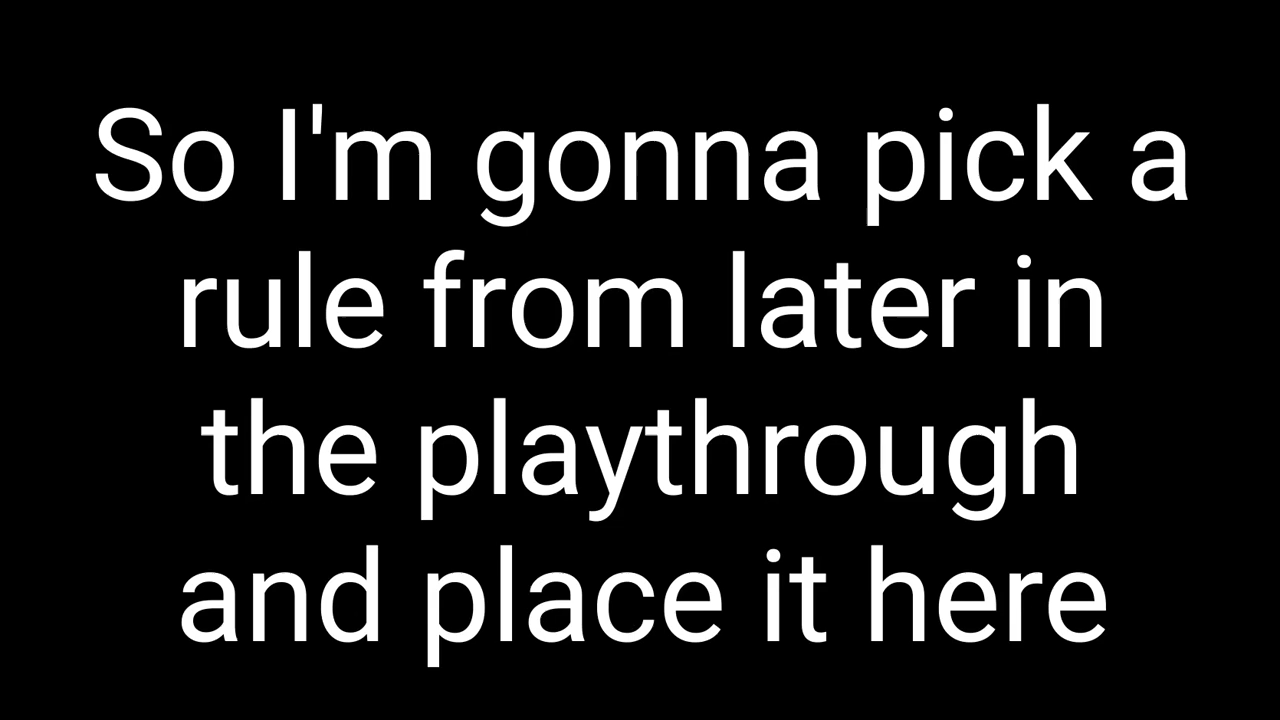 So I'm gonna pick a
rule from later in
the playthrough
and place it here